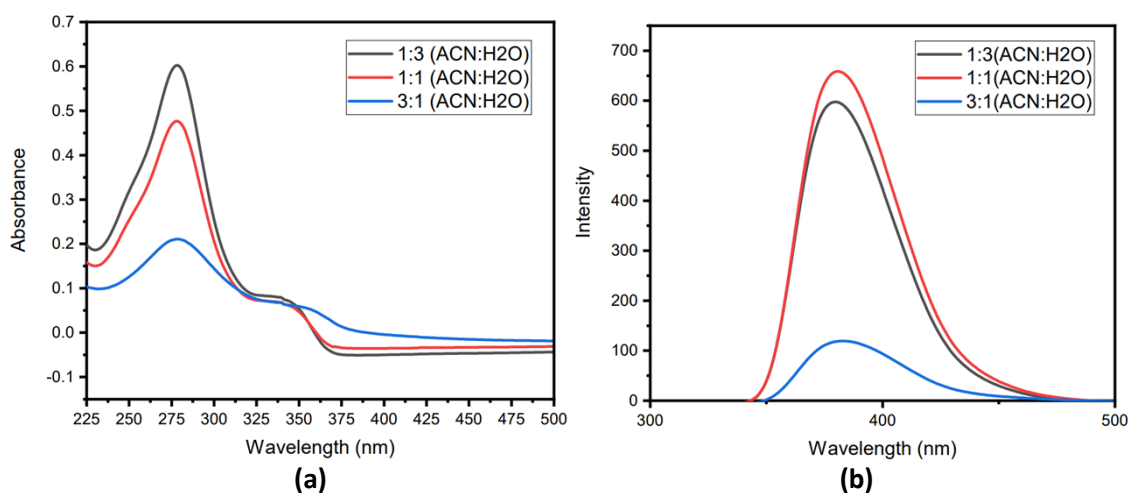 0.7
0.6
0.5
0.4
0.3
0.2
0.1
0.0
-0.1
Absorbance
1:3 (ACN:H2O)
1:1 (ACN:H2O)
3:1 (ACN:H2O)
225 250 275 300 325 350 375 400 425 450 475 500
Wavelength (nm)
(a)
700
600
500
400
300
200
100
0
Intensity
1:3(ACN:H2O)
1:1(ACN:H2O)
3:1(ACN:H2O)
300 400 500
Wavelength (nm)
(b)